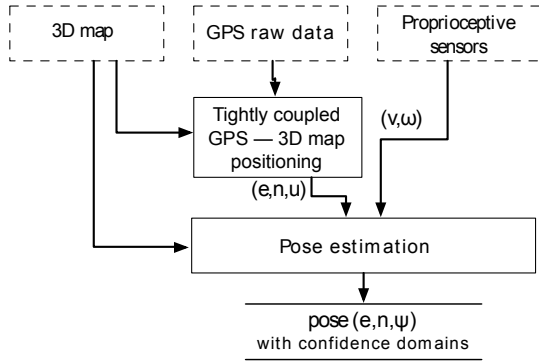 3D map
GPS raw data
Proprioceptive
sensors
Tightly coupled
GPS — 3D map
positioning
(v,ω)
(e,n,u)
Pose estimation
pose (e,n,ψ)
with confidence domains